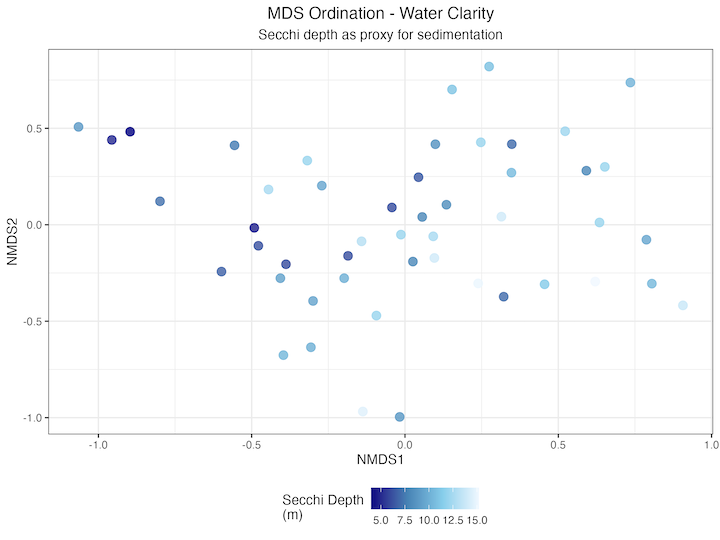 MDS Ordination - Water Clarity
Secchi depth as proxy for sedimentation
NMDS2
0.5
0.0
-0.5
-1.0
-1.0 -0.5 0.0 0.5 1.0
NMDS1
Secchi Depth
(m)
5.0 7.5 10.0 12.5 15.0